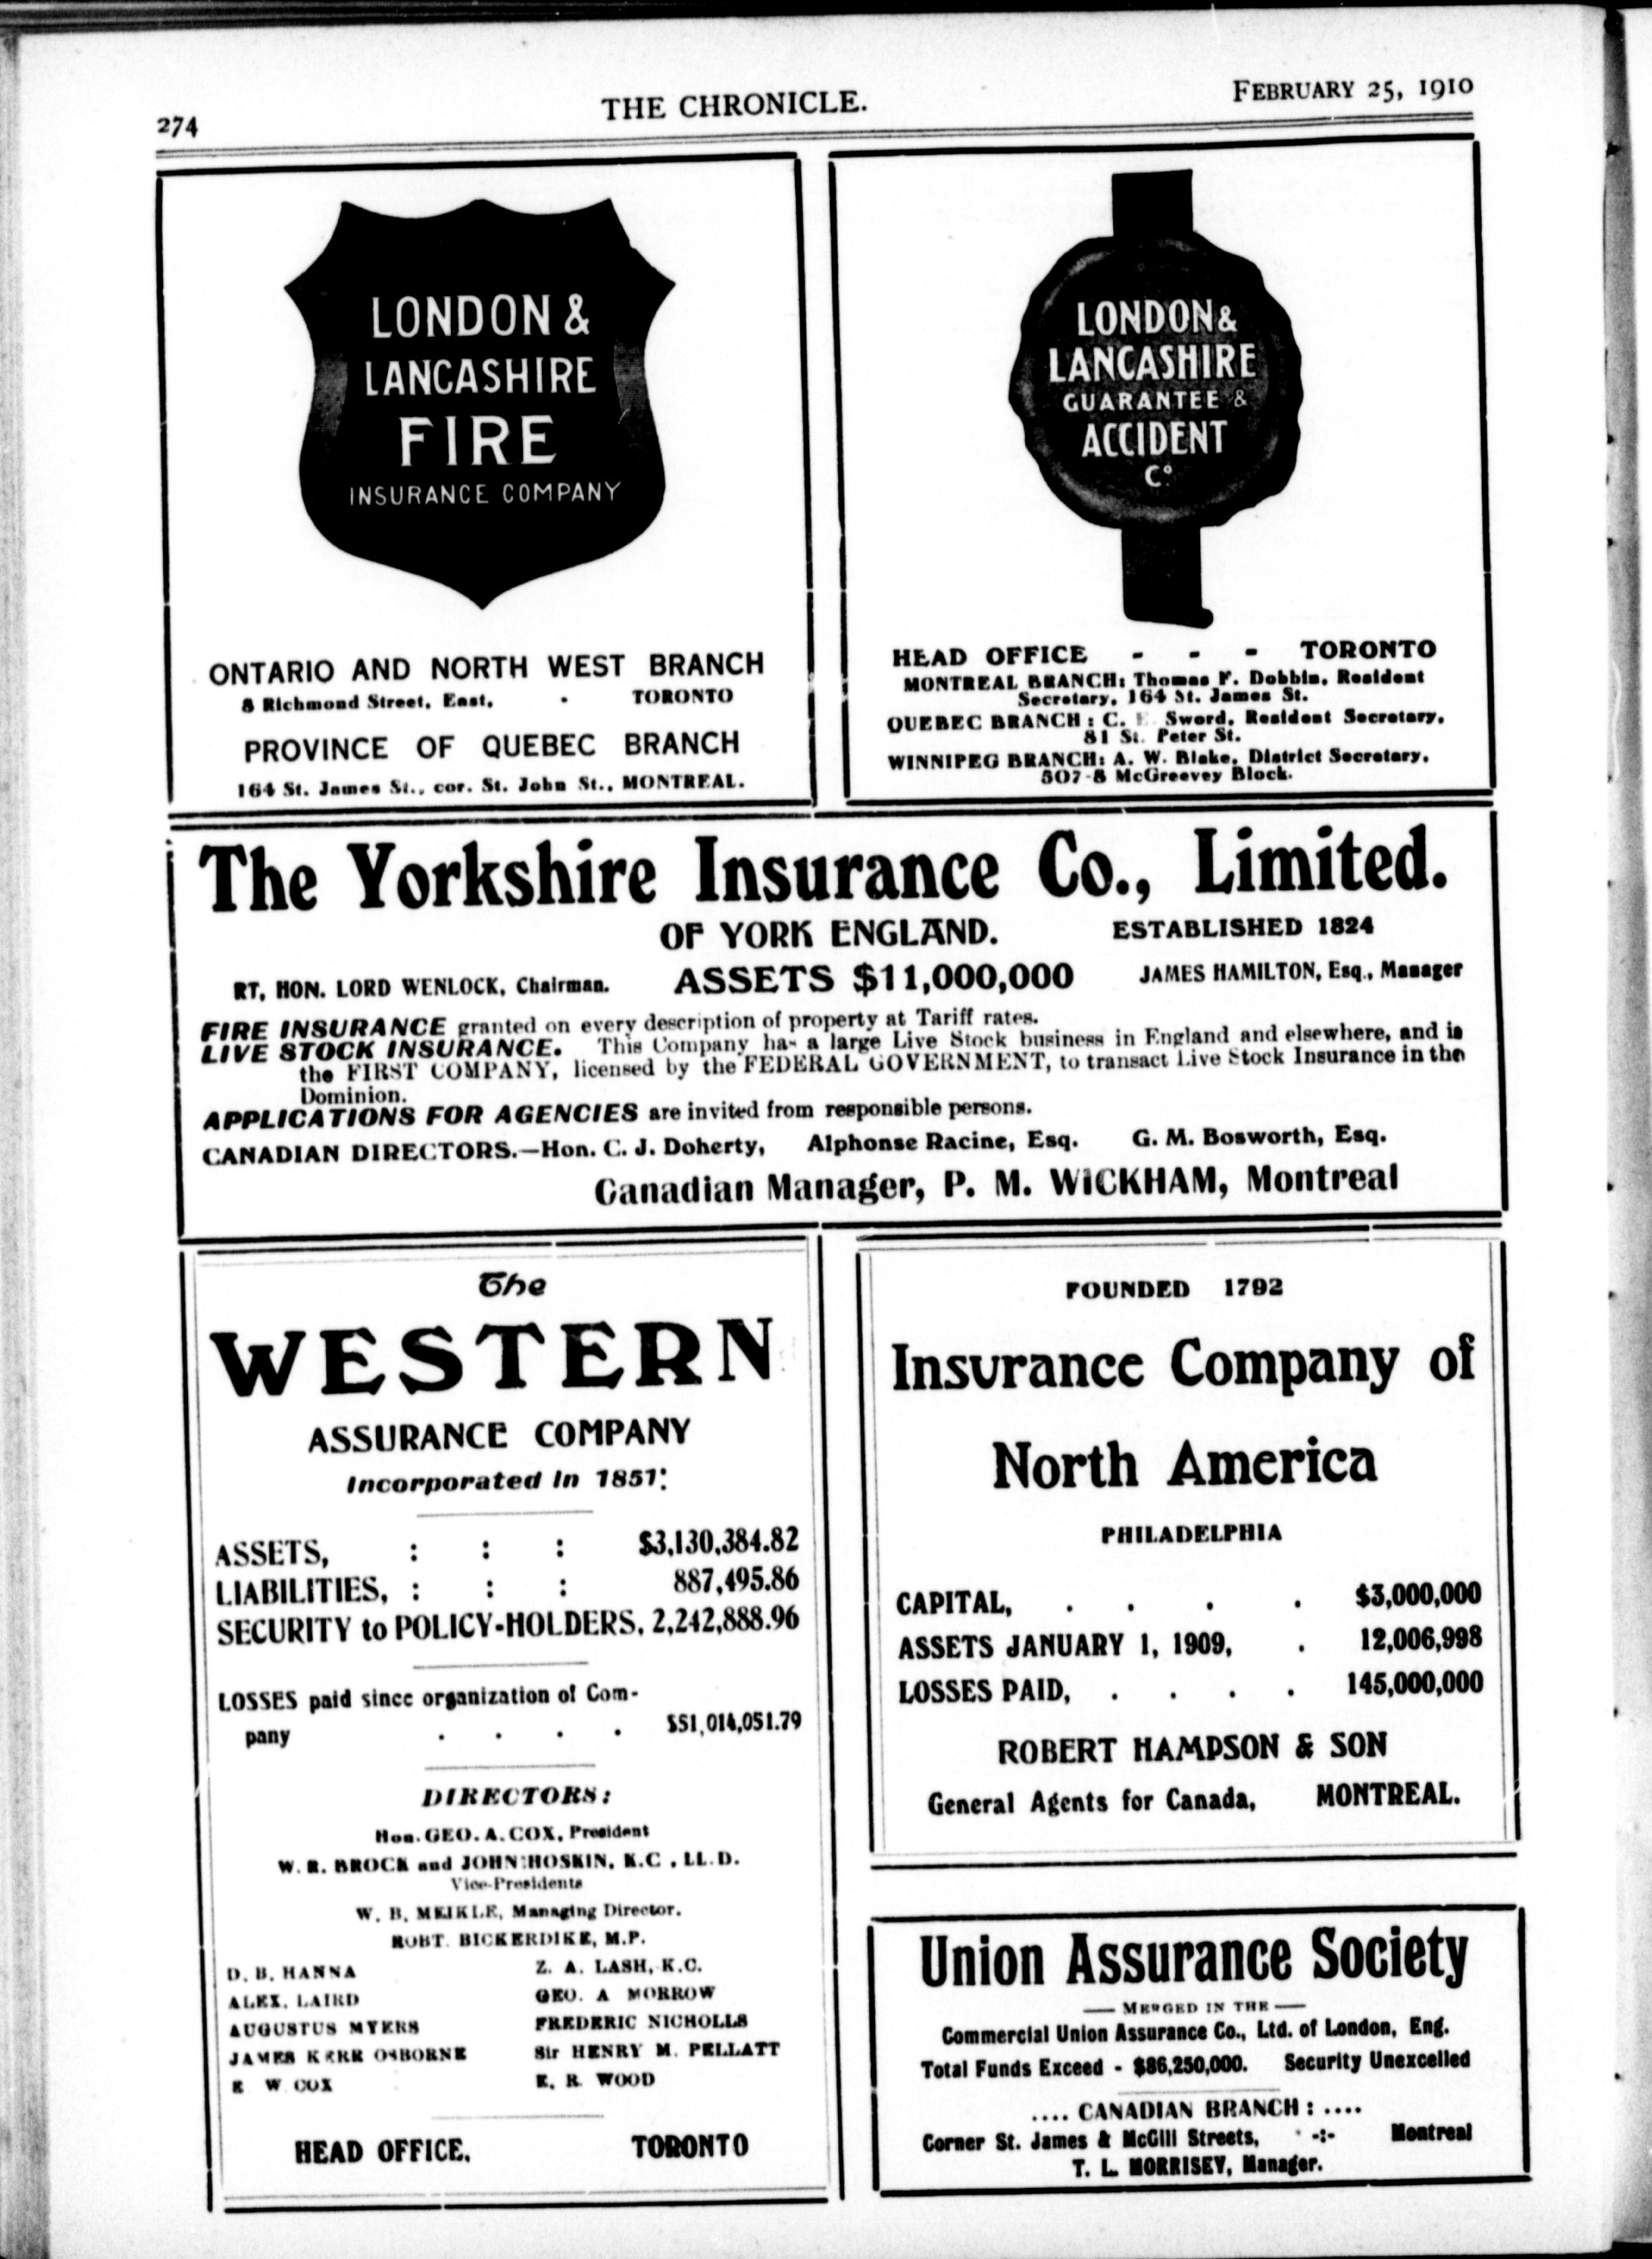 274
THE CHRONICLE.
FEBRUARY 25, 1910
LONDON &
LANCASHIRE
FIRE
INSURANCE COMPANY
ONTARIO AND NORTH WEST BRANCH
8 Richmond Street, East, - TORONTO
PROVINCE OF QUEBEC BRANCH
164 St. James St., cor. St. John St., MONTREAL.
LONDON &
LANCASHIRE
GUARANTEE &
ACCIDENT
Co.
HEAD OFFICE - - - TORONTO
MONTREAL BRANCH: Thomas F. Dobbin, Resident
Secretary, 164 St. James St.
QUEBEC BRANCH: C. E. Sword, Resident Secretary,
81 St. Peter St.
WINNIPEG BRANCH: A. W. Blake, District Secretary,
507-8 McGreevey Block.
The Yorkshire Insurance Co., Limited.
OF YORK ENGLAND. ESTABLISHED 1824
RT. HON. LORD WENLOCK, Chairman. ASSETS $11,000,000 JAMES HAMILTON, Esq., Manager
FIRE INSURANCE granted on every description of property at Tariff rates.
LIVE STOCK INSURANCE. This Company has a large Live Stock business in England and elsewhere, and is
the FIRST COMPANY, licensed by the FEDERAL GOVERNMENT, to transact Live Stock Insurance in the
Dominion.
APPLICATIONS FOR AGENCIES are invited from responsible persons.
CANADIAN DIRECTORS.—Hon. C. J. Doherty, Alphonse Racine, Esq. G. M. Bosworth, Esq.
Canadian Manager, P. M. WICKHAM, Montreal
The
WESTERN
ASSURANCE COMPANY
Incorporated in 1851.
ASSETS, : : : $3,130,384.82
LIABILITIES, : : : 887,495.86
SECURITY to POLICY-HOLDERS, 2,242,888.96
LOSSES paid since organization of Com-
pany . . . . $51,014,051.79
DIRECTORS:
Hon. GEO. A. COX, President
W. R. BROCK and JOHN HOSKIN, K.C., LL.D.
Vice-Presidents
W. B. MEIKLE, Managing Director.
ROBT. BICKERDIKE, M.P.
D. B. HANNA Z. A. LASH, K.C.
ALEX. LAIRD GEO. A MORROW
AUGUSTUS MYERS FREDERIC NICHOLLS
JAMES KERR OSBORNE Sir HENRY M. PELLATT
E W. COX E. R. WOOD
HEAD OFFICE, TORONTO
FOUNDED 1792
Insurance Company of
North America
PHILADELPHIA
CAPITAL, . . . . $3,000,000
ASSETS JANUARY 1, 1909, . 12,006,998
LOSSES PAID, . . . . 145,000,000
ROBERT HAMPSON & SON
General Agents for Canada, MONTREAL.
Union Assurance Society
— MERGED IN THE —
Commercial Union Assurance Co., Ltd. of London, Eng.
Total Funds Exceed - $86,250,000. Security Unexcelled
.... CANADIAN BRANCH: ....
Corner St. James & McGill Streets, -:- Montreal
T. L. MORRISEY, Manager.